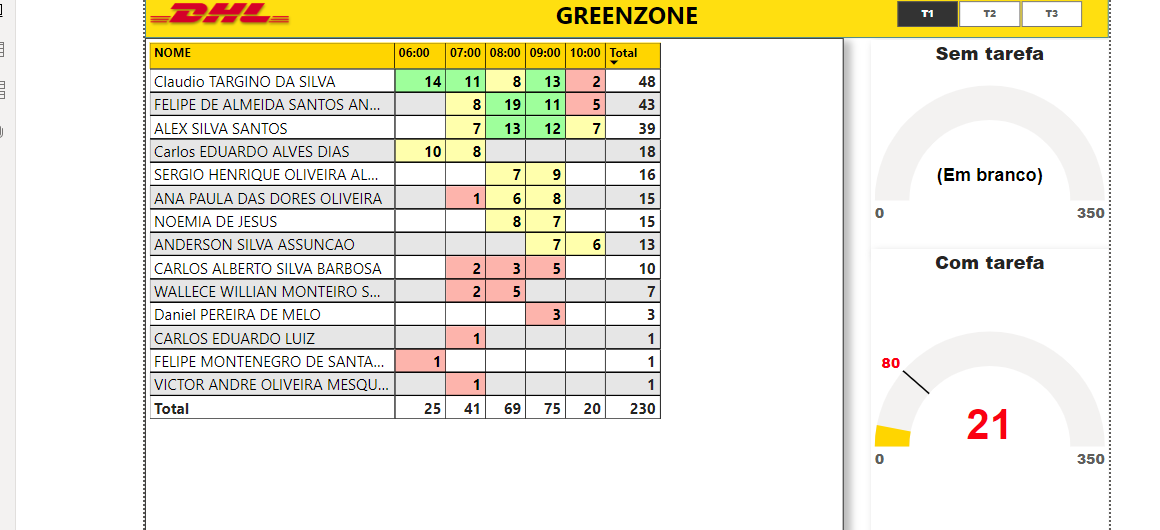 DHL
GREENZONE
T1 T2 T3
NOME 06:00 07:00 08:00 09:00 10:00 Total
Claudio TARGINO DA SILVA 14 11 8 13 2 48
FELIPE DE ALMEIDA SANTOS AN... 8 19 11 5 43
ALEX SILVA SANTOS 7 13 12 7 39
Carlos EDUARDO ALVES DIAS 10 8 18
SERGIO HENRIQUE OLIVEIRA AL... 7 9 16
ANA PAULA DAS DORES OLIVEIRA 1 6 8 15
NOEMIA DE JESUS 8 7 15
ANDERSON SILVA ASSUNCAO 7 6 13
CARLOS ALBERTO SILVA BARBOSA 2 3 5 10
WALLECE WILLIAN MONTEIRO S... 2 5 7
Daniel PEREIRA DE MELO 3 3
CARLOS EDUARDO LUIZ 1 1
FELIPE MONTENEGRO DE SANTA... 1 1
VICTOR ANDRE OLIVEIRA MESQU... 1 1
Total 25 41 69 75 20 230
Sem tarefa
(Em branco)
0 350
Com tarefa
80
21
0 350